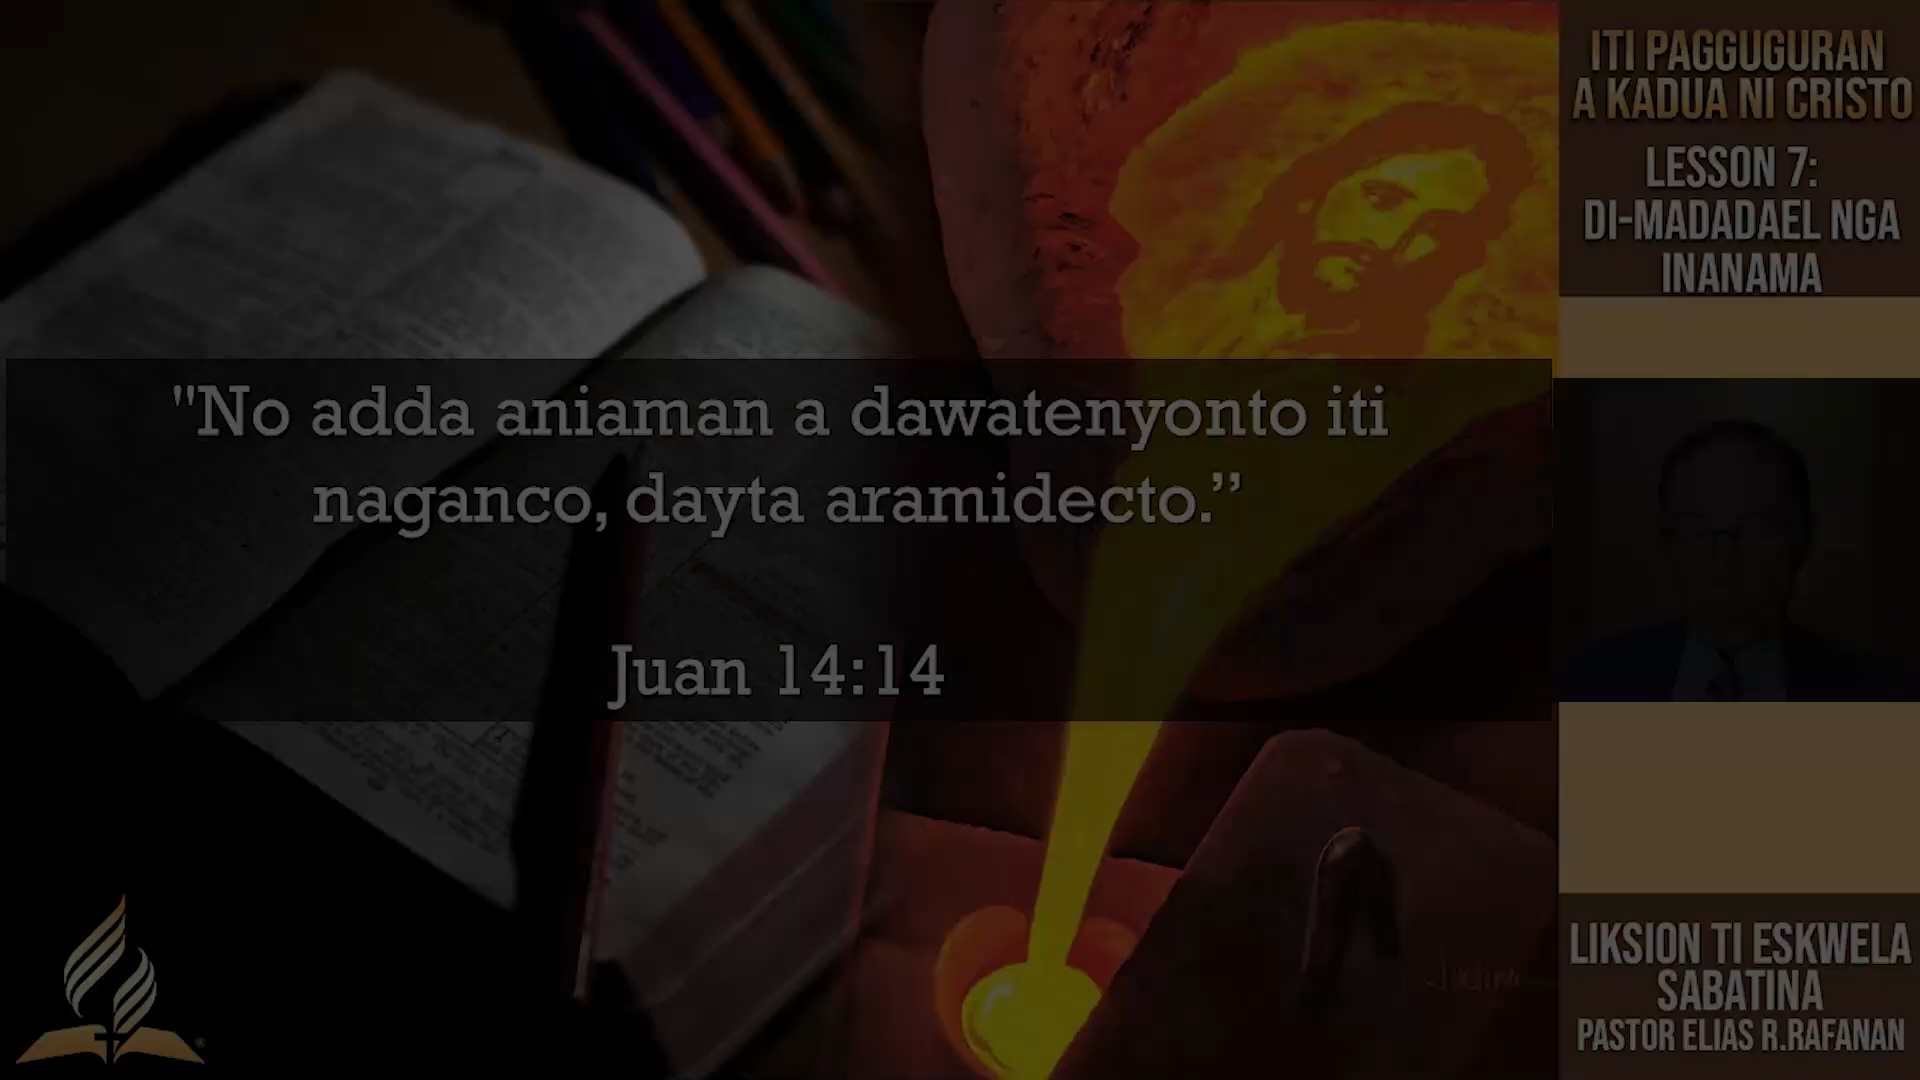 "No adda aniaman a dawatenyonto iti
naganco, dayta aramidecto.”
Juan 14:14
ITI PAGGUGURAN
A KADUA NI CRISTO
LESSON 7:
DI-MADADAEL NGA
INANAMA
LIKSION TI ESKWELA
SABATINA
PASTOR ELIAS R.RAFANAN